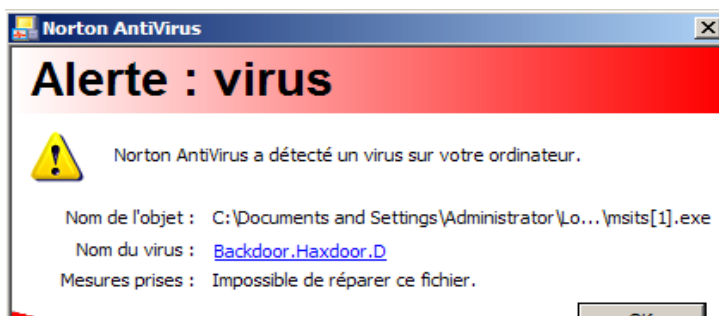 Norton AntiVirus
Alerte : virus
Norton AntiVirus a détecté un virus sur votre ordinateur.
Nom de l'objet : C:\Documents and Settings\Administrator\Lo...\msits[1].exe
Nom du virus : Backdoor.Haxdoor.D
Mesures prises : Impossible de réparer ce fichier.
OK